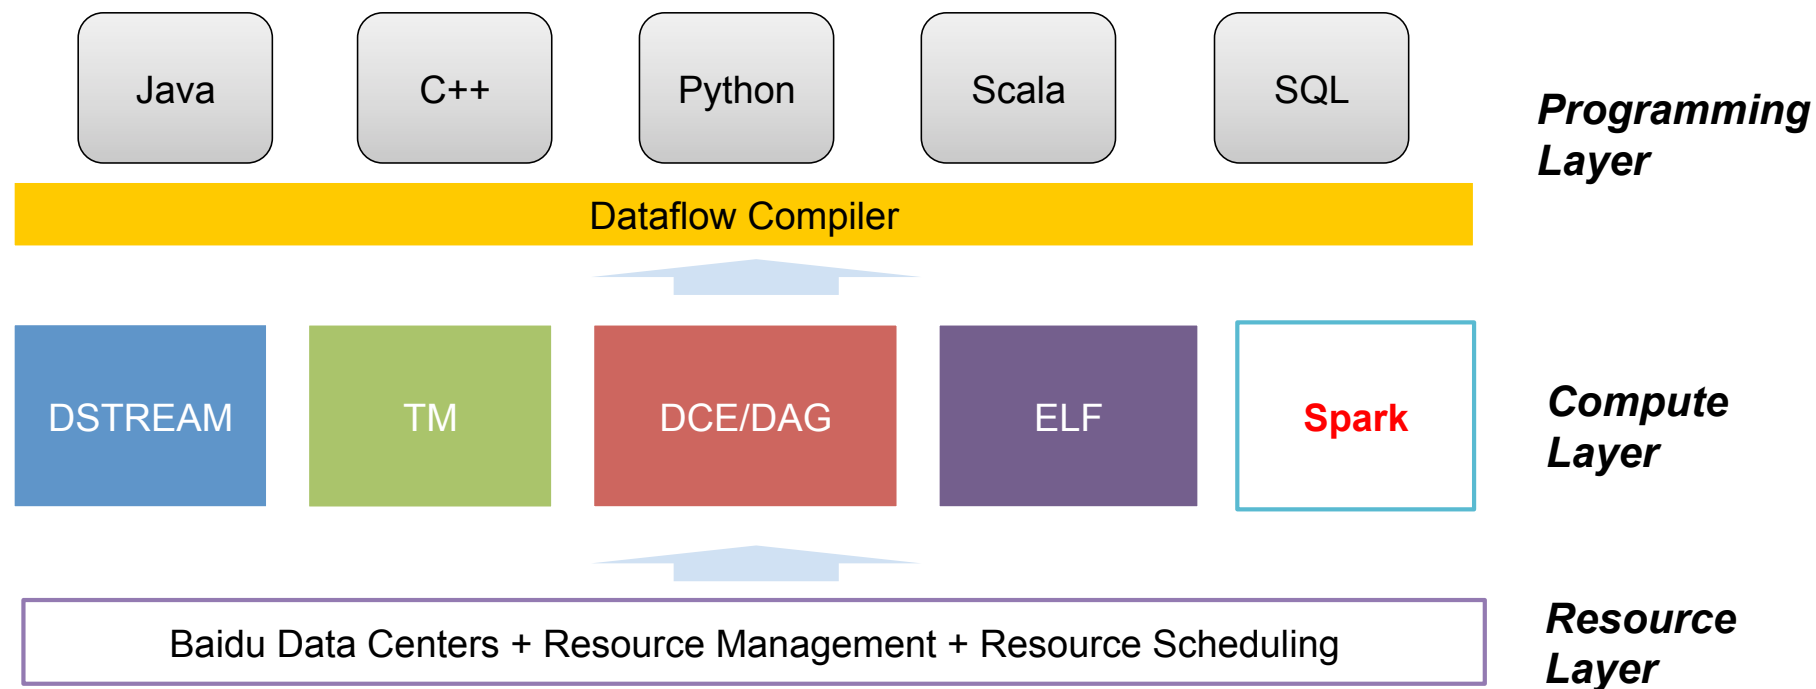 Java
C++
Python
Scala
SQL
Programming
Layer
Dataflow Compiler
DSTREAM
TM
DCE/DAG
ELF
Spark
Compute
Layer
Baidu Data Centers + Resource Management + Resource Scheduling
Resource
Layer